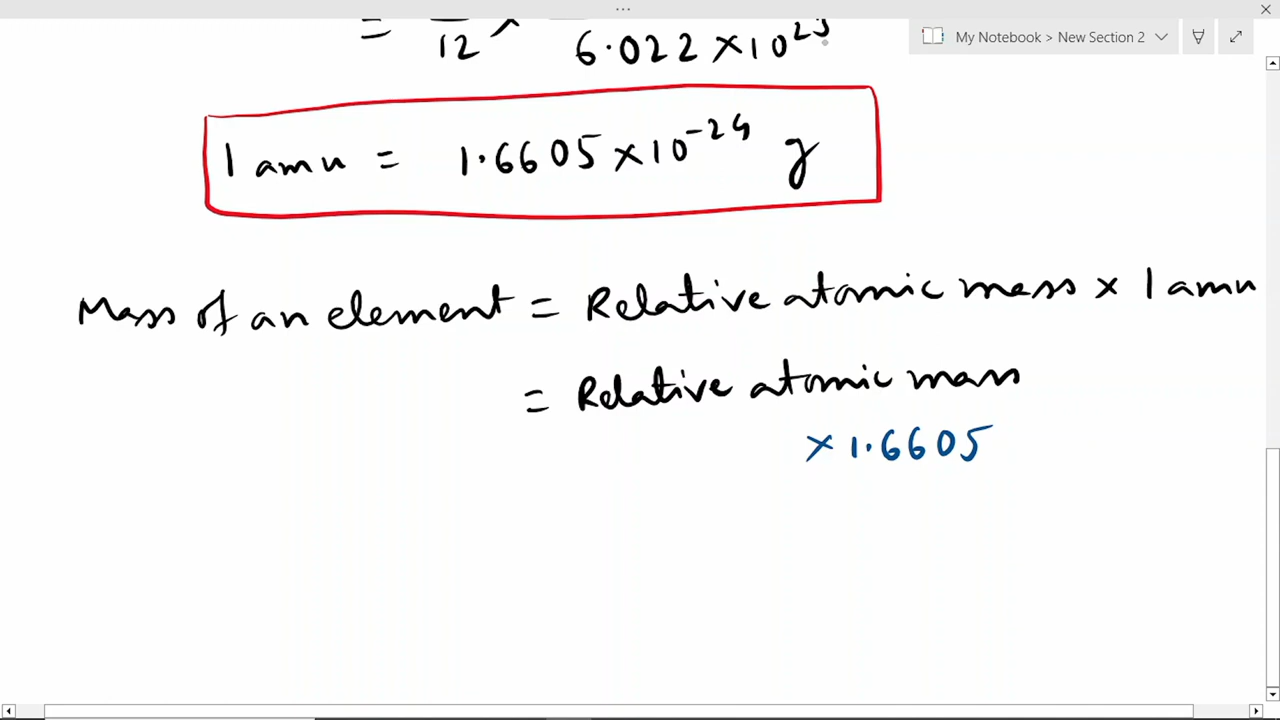 My Notebook > New Section 2
=
12 × 6.022 × 10²³
1 amu = 1.6605 × 10⁻²⁴ g
Mass of an element = Relative atomic mass × 1 amu
= Relative atomic mass
× 1.6605